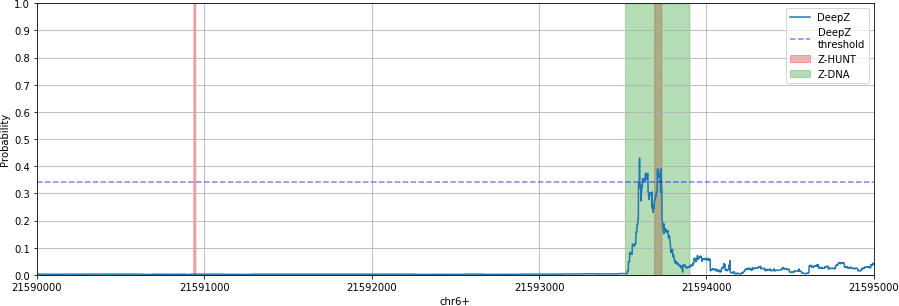 1.0
0.9
0.8
0.7
0.6
0.5
0.4
0.3
0.2
0.1
0.0
Probability
21590000 21591000 21592000 21593000 21594000 21595000
chr6+
DeepZ
DeepZ
threshold
Z-HUNT
Z-DNA